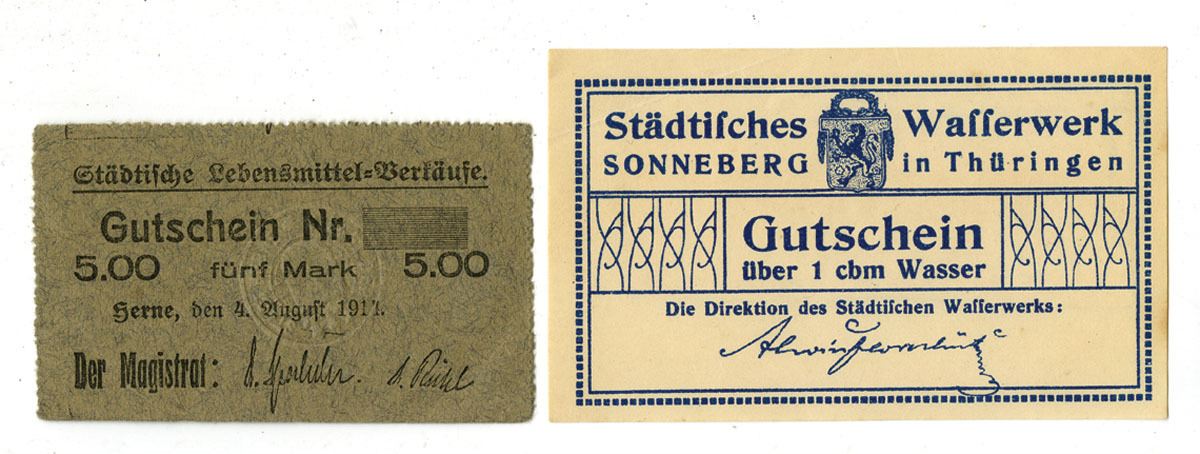 Städtische Lebensmittel=Verkäufe.
Gutschein Nr.
5.00 fünf Mark 5.00
Herne, den 4. August 1914.
Der Magistrat:
Städtiſches Waſſerwerk
SONNEBERG in Thüringen
Gutschein
über 1 cbm Wasser
Die Direktion des Städtiſchen Waſſerwerks: